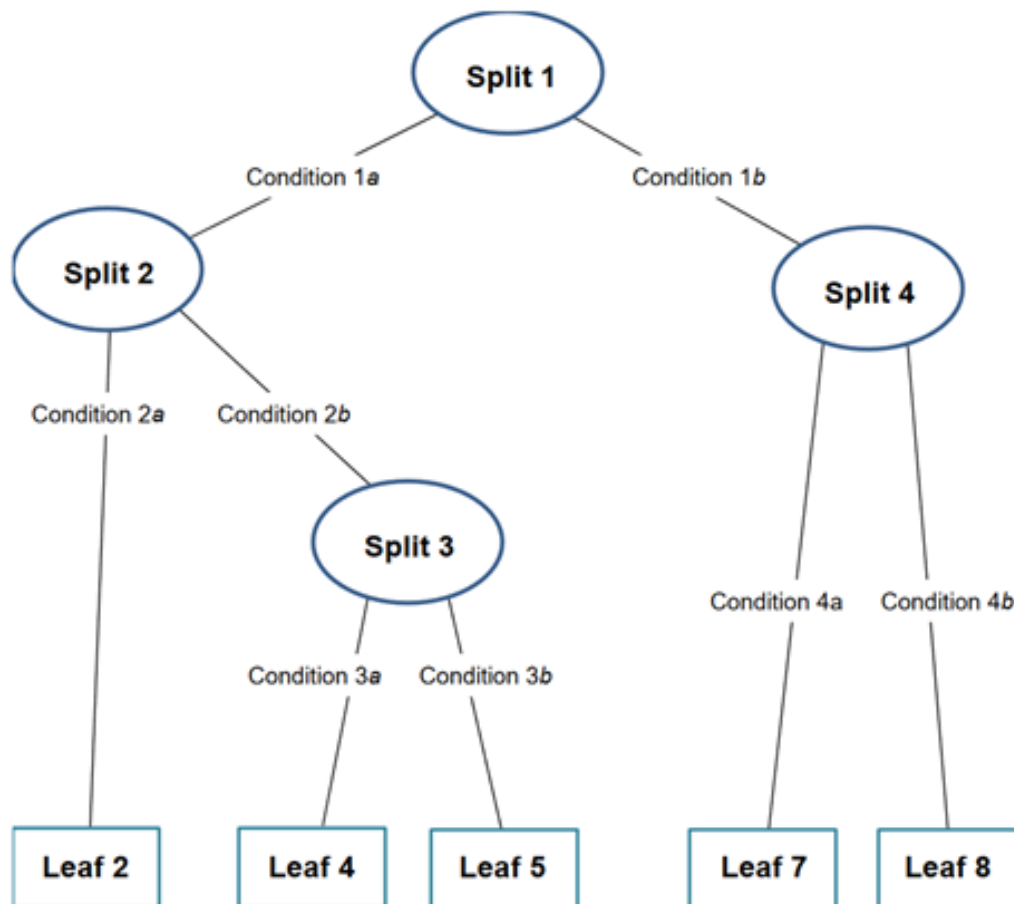 Split 1
Condition 1a
Condition 1b
Split 2
Split 4
Condition 2a
Condition 2b
Split 3
Condition 4a
Condition 4b
Condition 3a
Condition 3b
Leaf 2
Leaf 4
Leaf 5
Leaf 7
Leaf 8